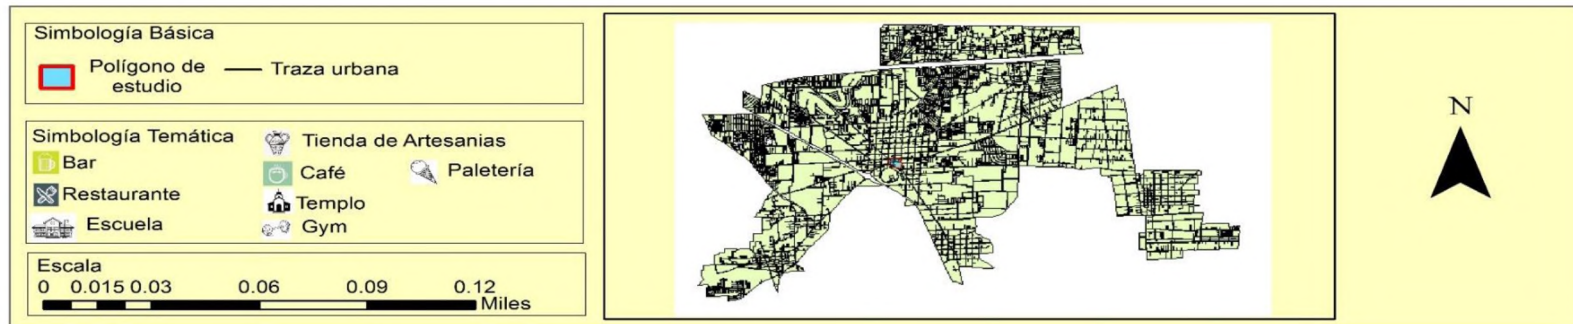 Simbología Básica
Polígono de
estudio
Traza urbana
Simbología Temática
Bar
Restaurante
Escuela
Tienda de Artesanias
Café
Templo
Gym
Paletería
Escala
0 0.015 0.03 0.06 0.09 0.12
Miles
N